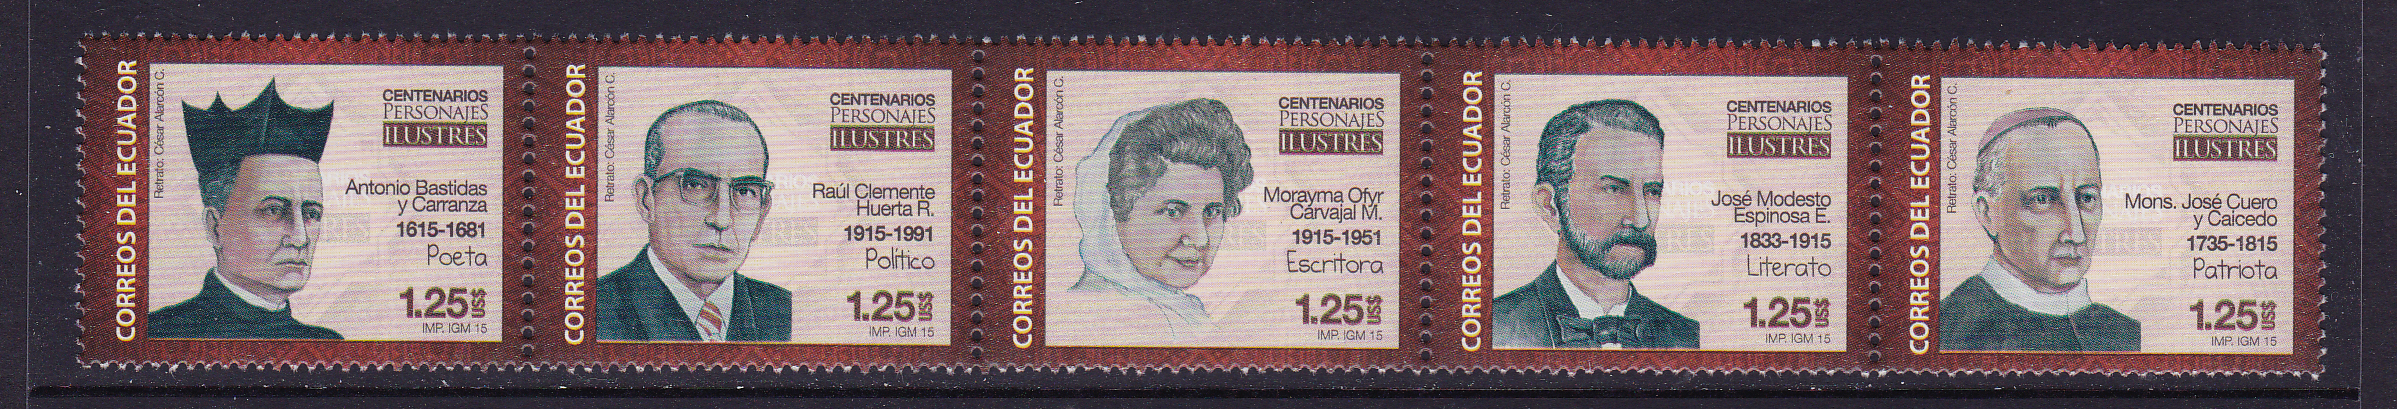 CORREOS DEL ECUADOR
Retrato: César Alarcón C.
CENTENARIOS
PERSONAJES
ILUSTRES
Antonio Bastidas
y Carranza
1615-1681
Poeta
1.25 US$
IMP. IGM 15
CORREOS DEL ECUADOR
Retrato: César Alarcón C.
CENTENARIOS
PERSONAJES
ILUSTRES
Raúl Clemente
Huerta R.
1915-1991
Político
1.25 US$
IMP. IGM 15
CORREOS DEL ECUADOR
Retrato: César Alarcón C.
CENTENARIOS
PERSONAJES
ILUSTRES
Morayma Ofyr
Carvajal M.
1915-1951
Escritora
1.25 US$
IMP. IGM 15
CORREOS DEL ECUADOR
Retrato: César Alarcón C.
CENTENARIOS
PERSONAJES
ILUSTRES
José Modesto
Espinosa E.
1833-1915
Literato
1.25 US$
IMP. IGM 15
CORREOS DEL ECUADOR
Retrato: César Alarcón C.
CENTENARIOS
PERSONAJES
ILUSTRES
Mons. José Cuero
y Caicedo
1735-1815
Patriota
1.25 US$
IMP. IGM 15